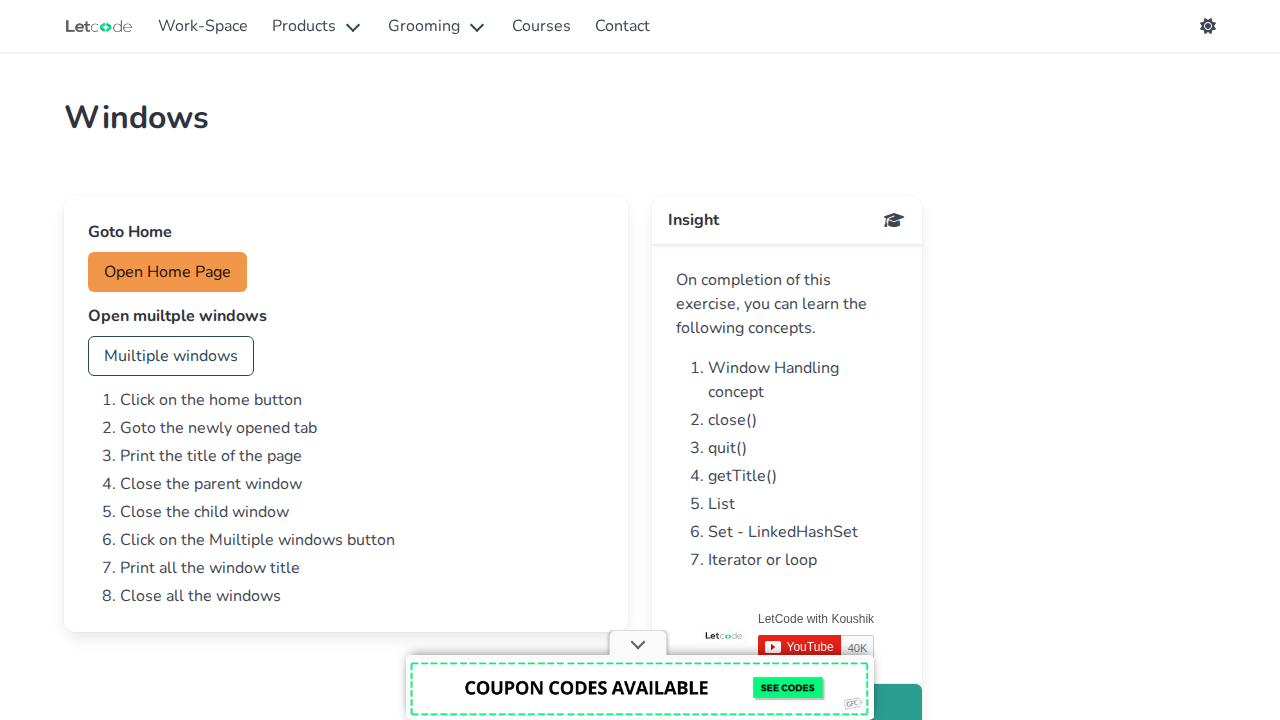 Letcode Work-Space Products Grooming Courses Contact
Windows
Goto Home
Open Home Page
Open muiltple windows
Muiltiple windows
1. Click on the home button
2. Goto the newly opened tab
3. Print the title of the page
4. Close the parent window
5. Close the child window
6. Click on the Muiltiple windows button
7. Print all the window title
8. Close all the windows
Insight
On completion of this
exercise, you can learn the
following concepts.
1. Window Handling
concept
2. close()
3. quit()
4. getTitle()
5. List
6. Set - LinkedHashSet
7. Iterator or loop
Letcode
LetCode with Koushik
YouTube 40K
COUPON CODES AVAILABLE
SEE CODES
GFC